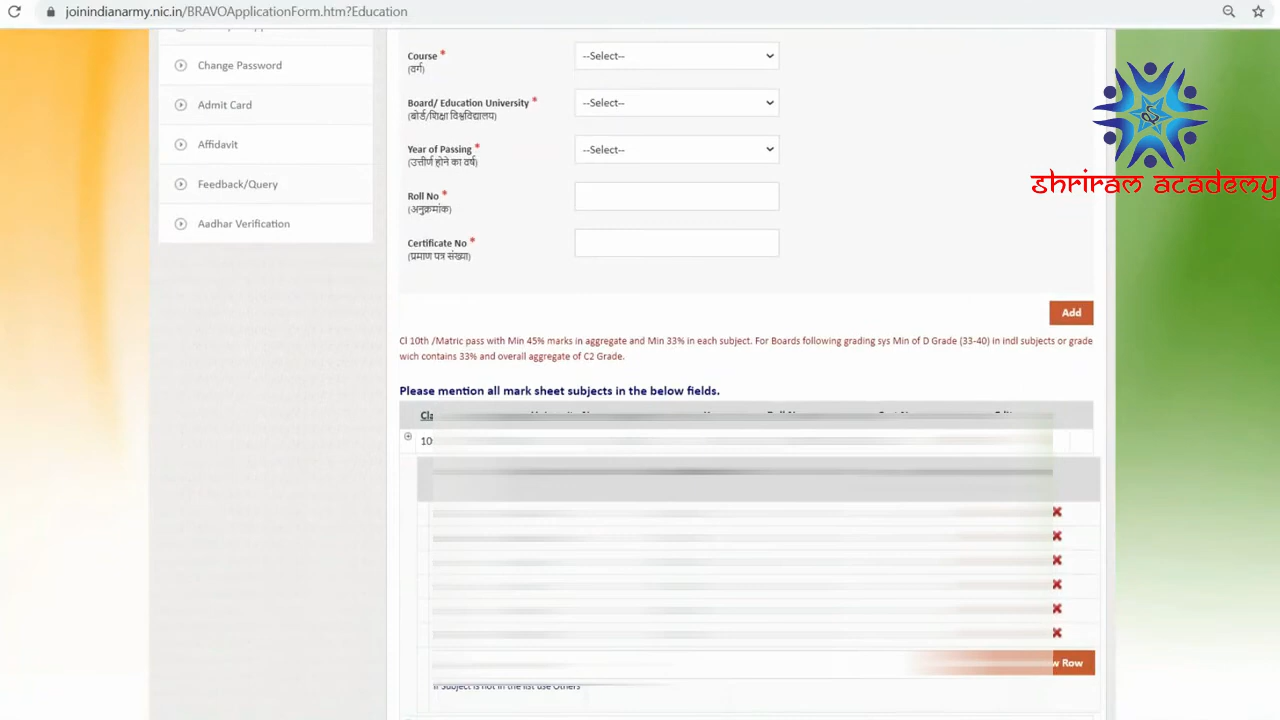 joinindianarmy.nic.in/BRAVOApplicationForm.htm?Education
Change Password
Admit Card
Affidavit
Feedback/Query
Aadhar Verification
Course *
(वर्ग)
--Select--
Board/ Education University *
(बोर्ड/शिक्षा विश्वविद्यालय)
--Select--
Year of Passing *
(उत्तीर्ण होने का वर्ष)
--Select--
Roll No *
(अनुक्रमांक)
Certificate No *
(प्रमाण पत्र संख्या)
Add
Cl 10th /Matric pass with Min 45% marks in aggregate and Min 33% in each subject. For Boards following grading sys Min of D Grade (33-40) in indl subjects or grade
wich contains 33% and overall aggregate of C2 Grade.
Please mention all mark sheet subjects in the below fields.
10
Row
If Subject is not in the list use Others
S
Shriram academy